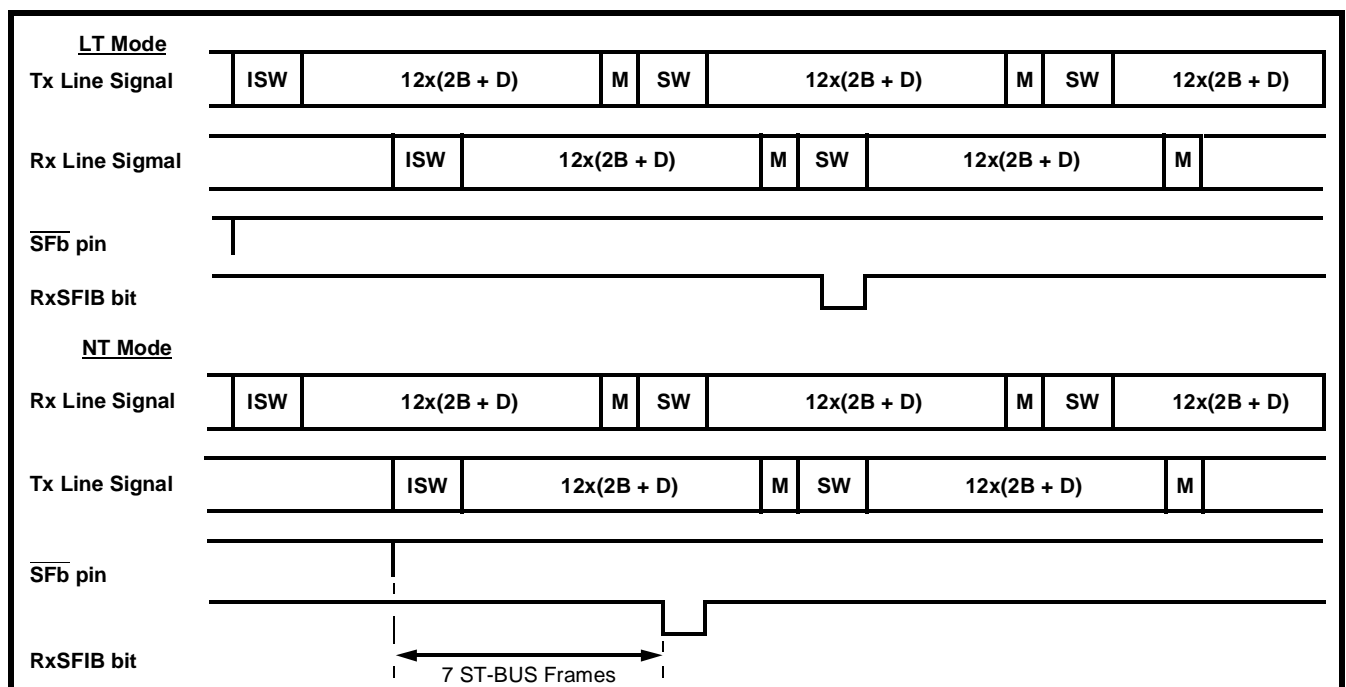 LT Mode
Tx Line Signal ISW 12x(2B + D) M SW 12x(2B + D) M SW 12x(2B + D)
Rx Line Sigmal ISW 12x(2B + D) M SW 12x(2B + D) M
SFb pin
RxSFIB bit
NT Mode
Rx Line Signal ISW 12x(2B + D) M SW 12x(2B + D) M SW 12x(2B + D)
Tx Line Signal ISW 12x(2B + D) M SW 12x(2B + D) M
SFb pin
RxSFIB bit
7 ST-BUS Frames